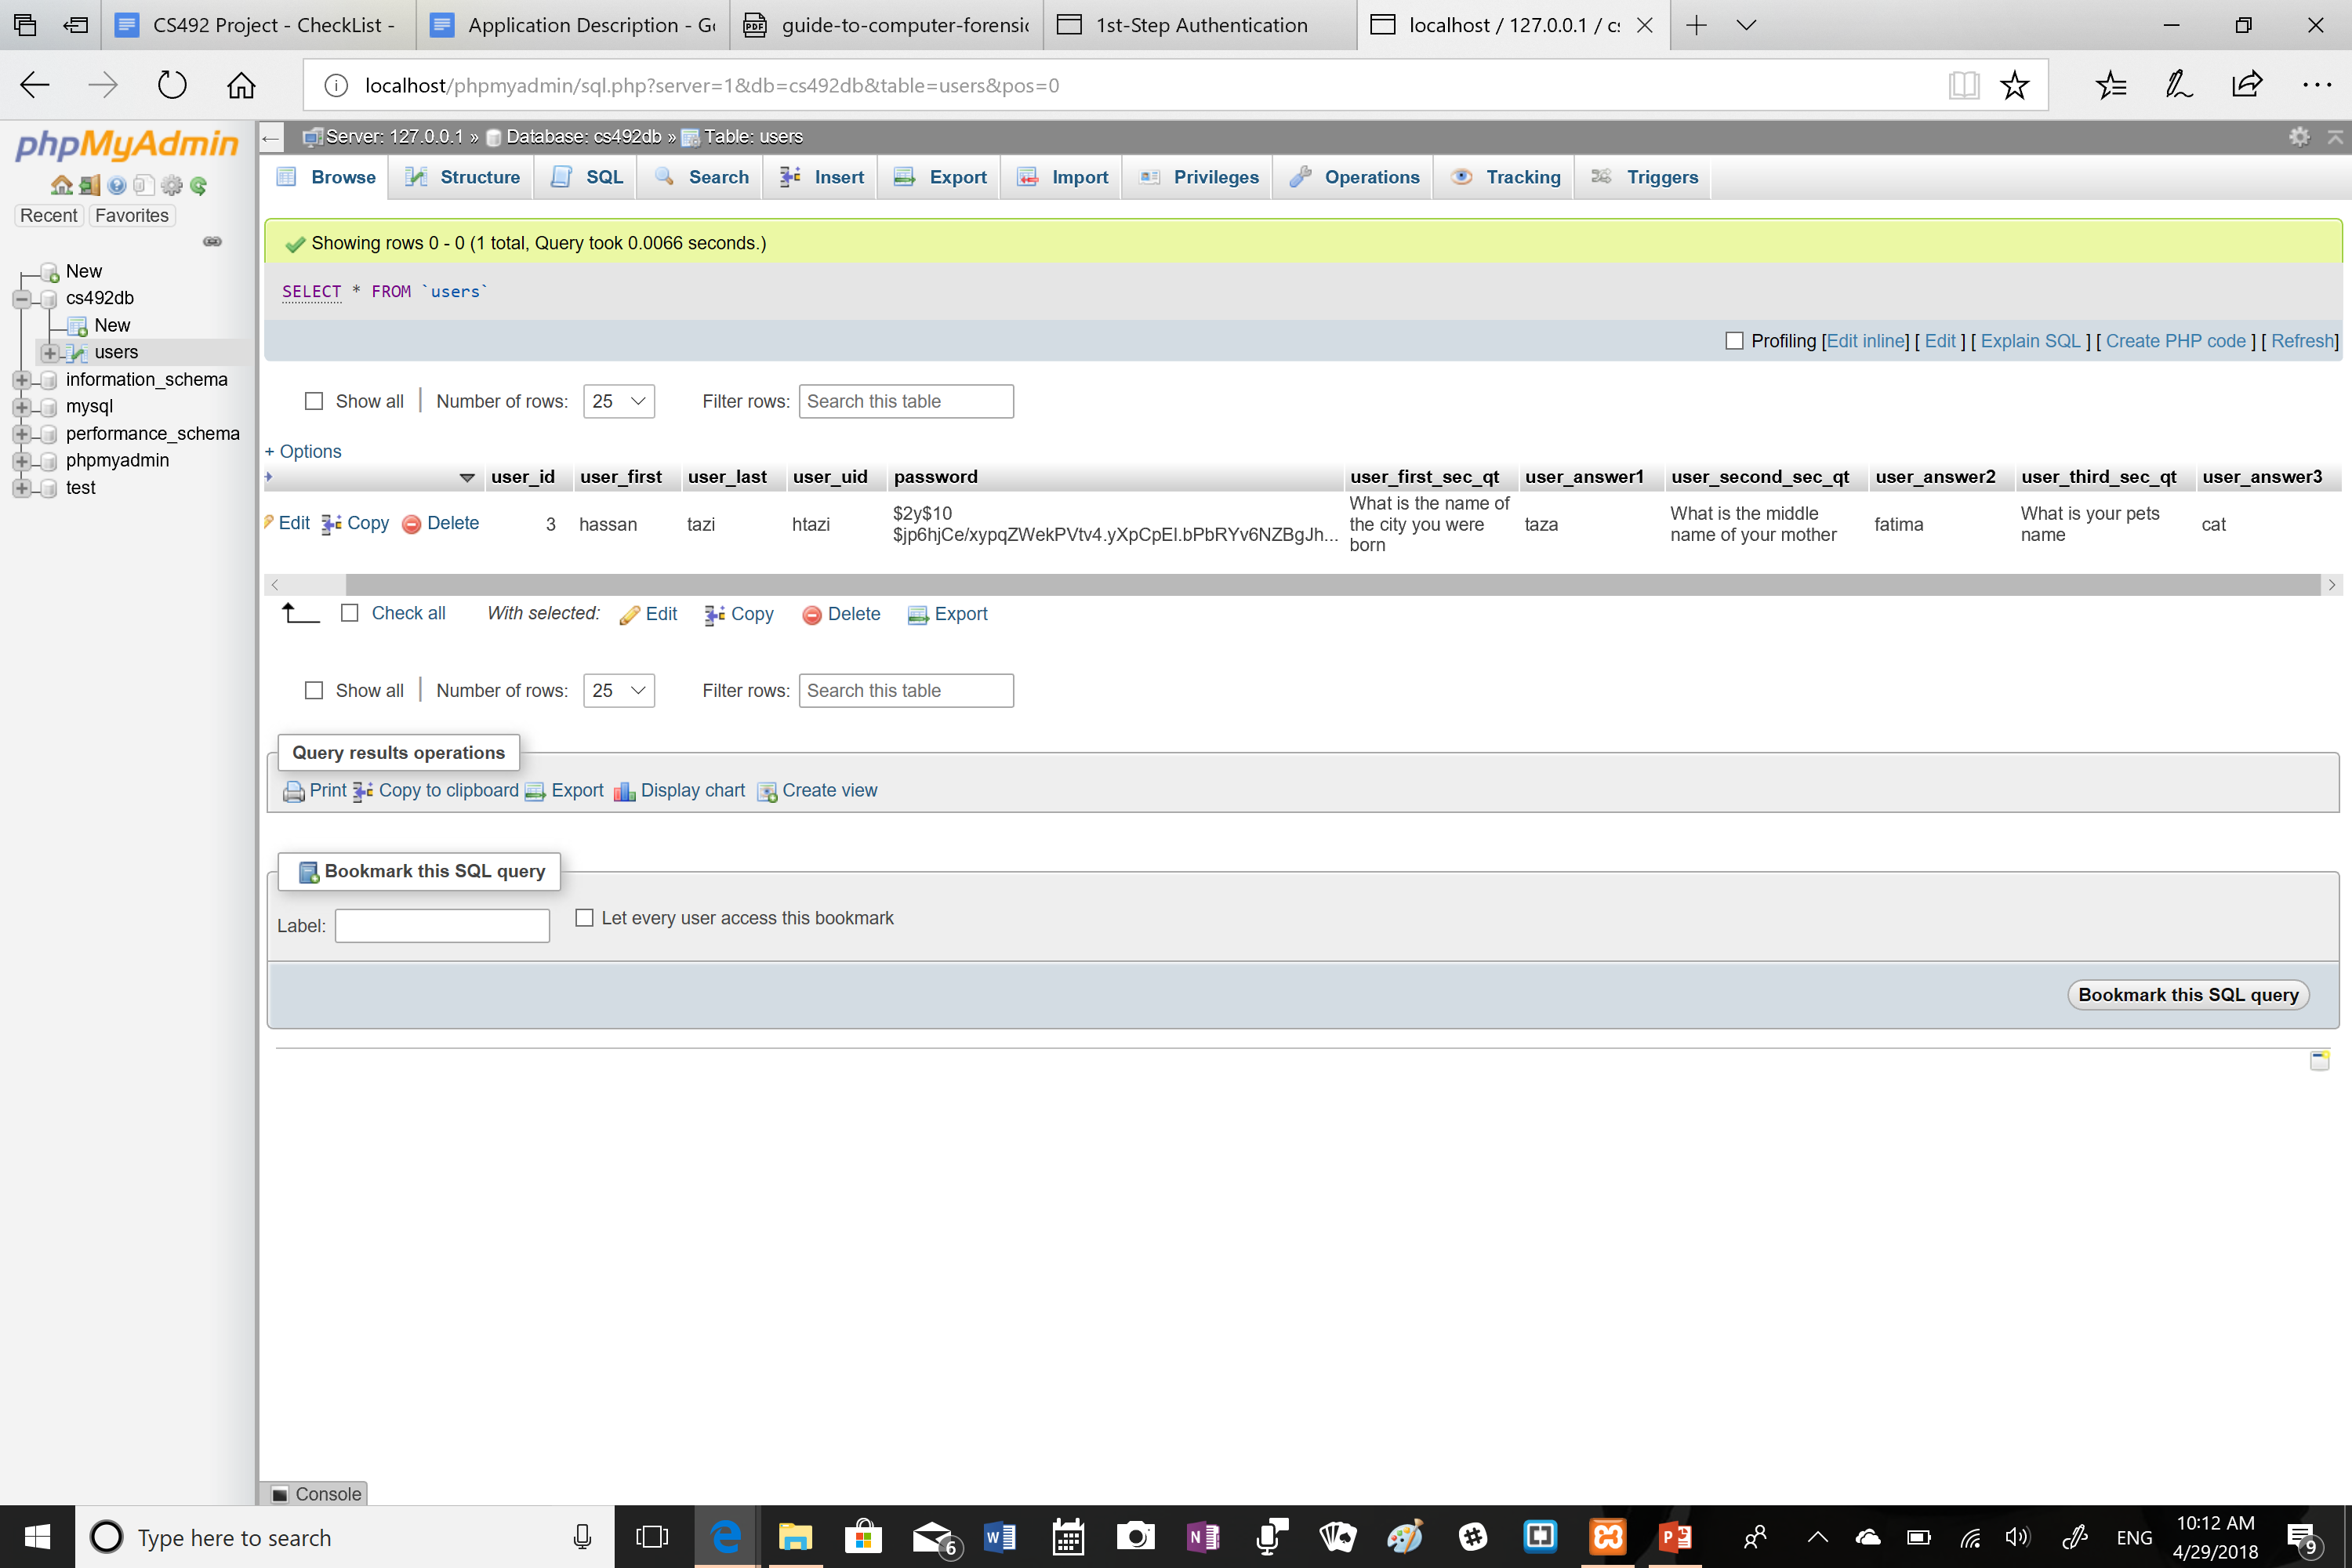 CS492 Project - CheckList -
Application Description - Go
guide-to-computer-forensic
1st-Step Authentication
localhost / 127.0.0.1 / cs
localhost/phpmyadmin/sql.php?server=1&db=cs492db&table=users&pos=0
phpMyAdmin
Recent Favorites
New
cs492db
New
users
information_schema
mysql
performance_schema
phpmyadmin
test
Server: 127.0.0.1 » Database: cs492db » Table: users
Browse Structure SQL Search Insert Export Import Privileges Operations Tracking Triggers
Showing rows 0 - 0 (1 total, Query took 0.0066 seconds.)
SELECT * FROM `users`
Profiling [Edit inline] [ Edit ] [ Explain SQL ] [ Create PHP code ] [ Refresh]
Show all | Number of rows: 25 Filter rows: Search this table
+ Options
user_id user_first user_last user_uid password user_first_sec_qt user_answer1 user_second_sec_qt user_answer2 user_third_sec_qt user_answer3
Edit Copy Delete 3 hassan tazi htazi
$2y$10
$jp6hjCe/xypqZWekPVtv4.yXpCpEI.bPbRYv6NZBgJh...
What is the name of
the city you were
born
taza
What is the middle
name of your mother
fatima
What is your pets
name
cat
Check all With selected: Edit Copy Delete Export
Show all | Number of rows: 25 Filter rows: Search this table
Query results operations
Print Copy to clipboard Export Display chart Create view
Bookmark this SQL query
Label: Let every user access this bookmark
Bookmark this SQL query
Console
Type here to search
6
ENG
10:12 AM
4/29/2018
9